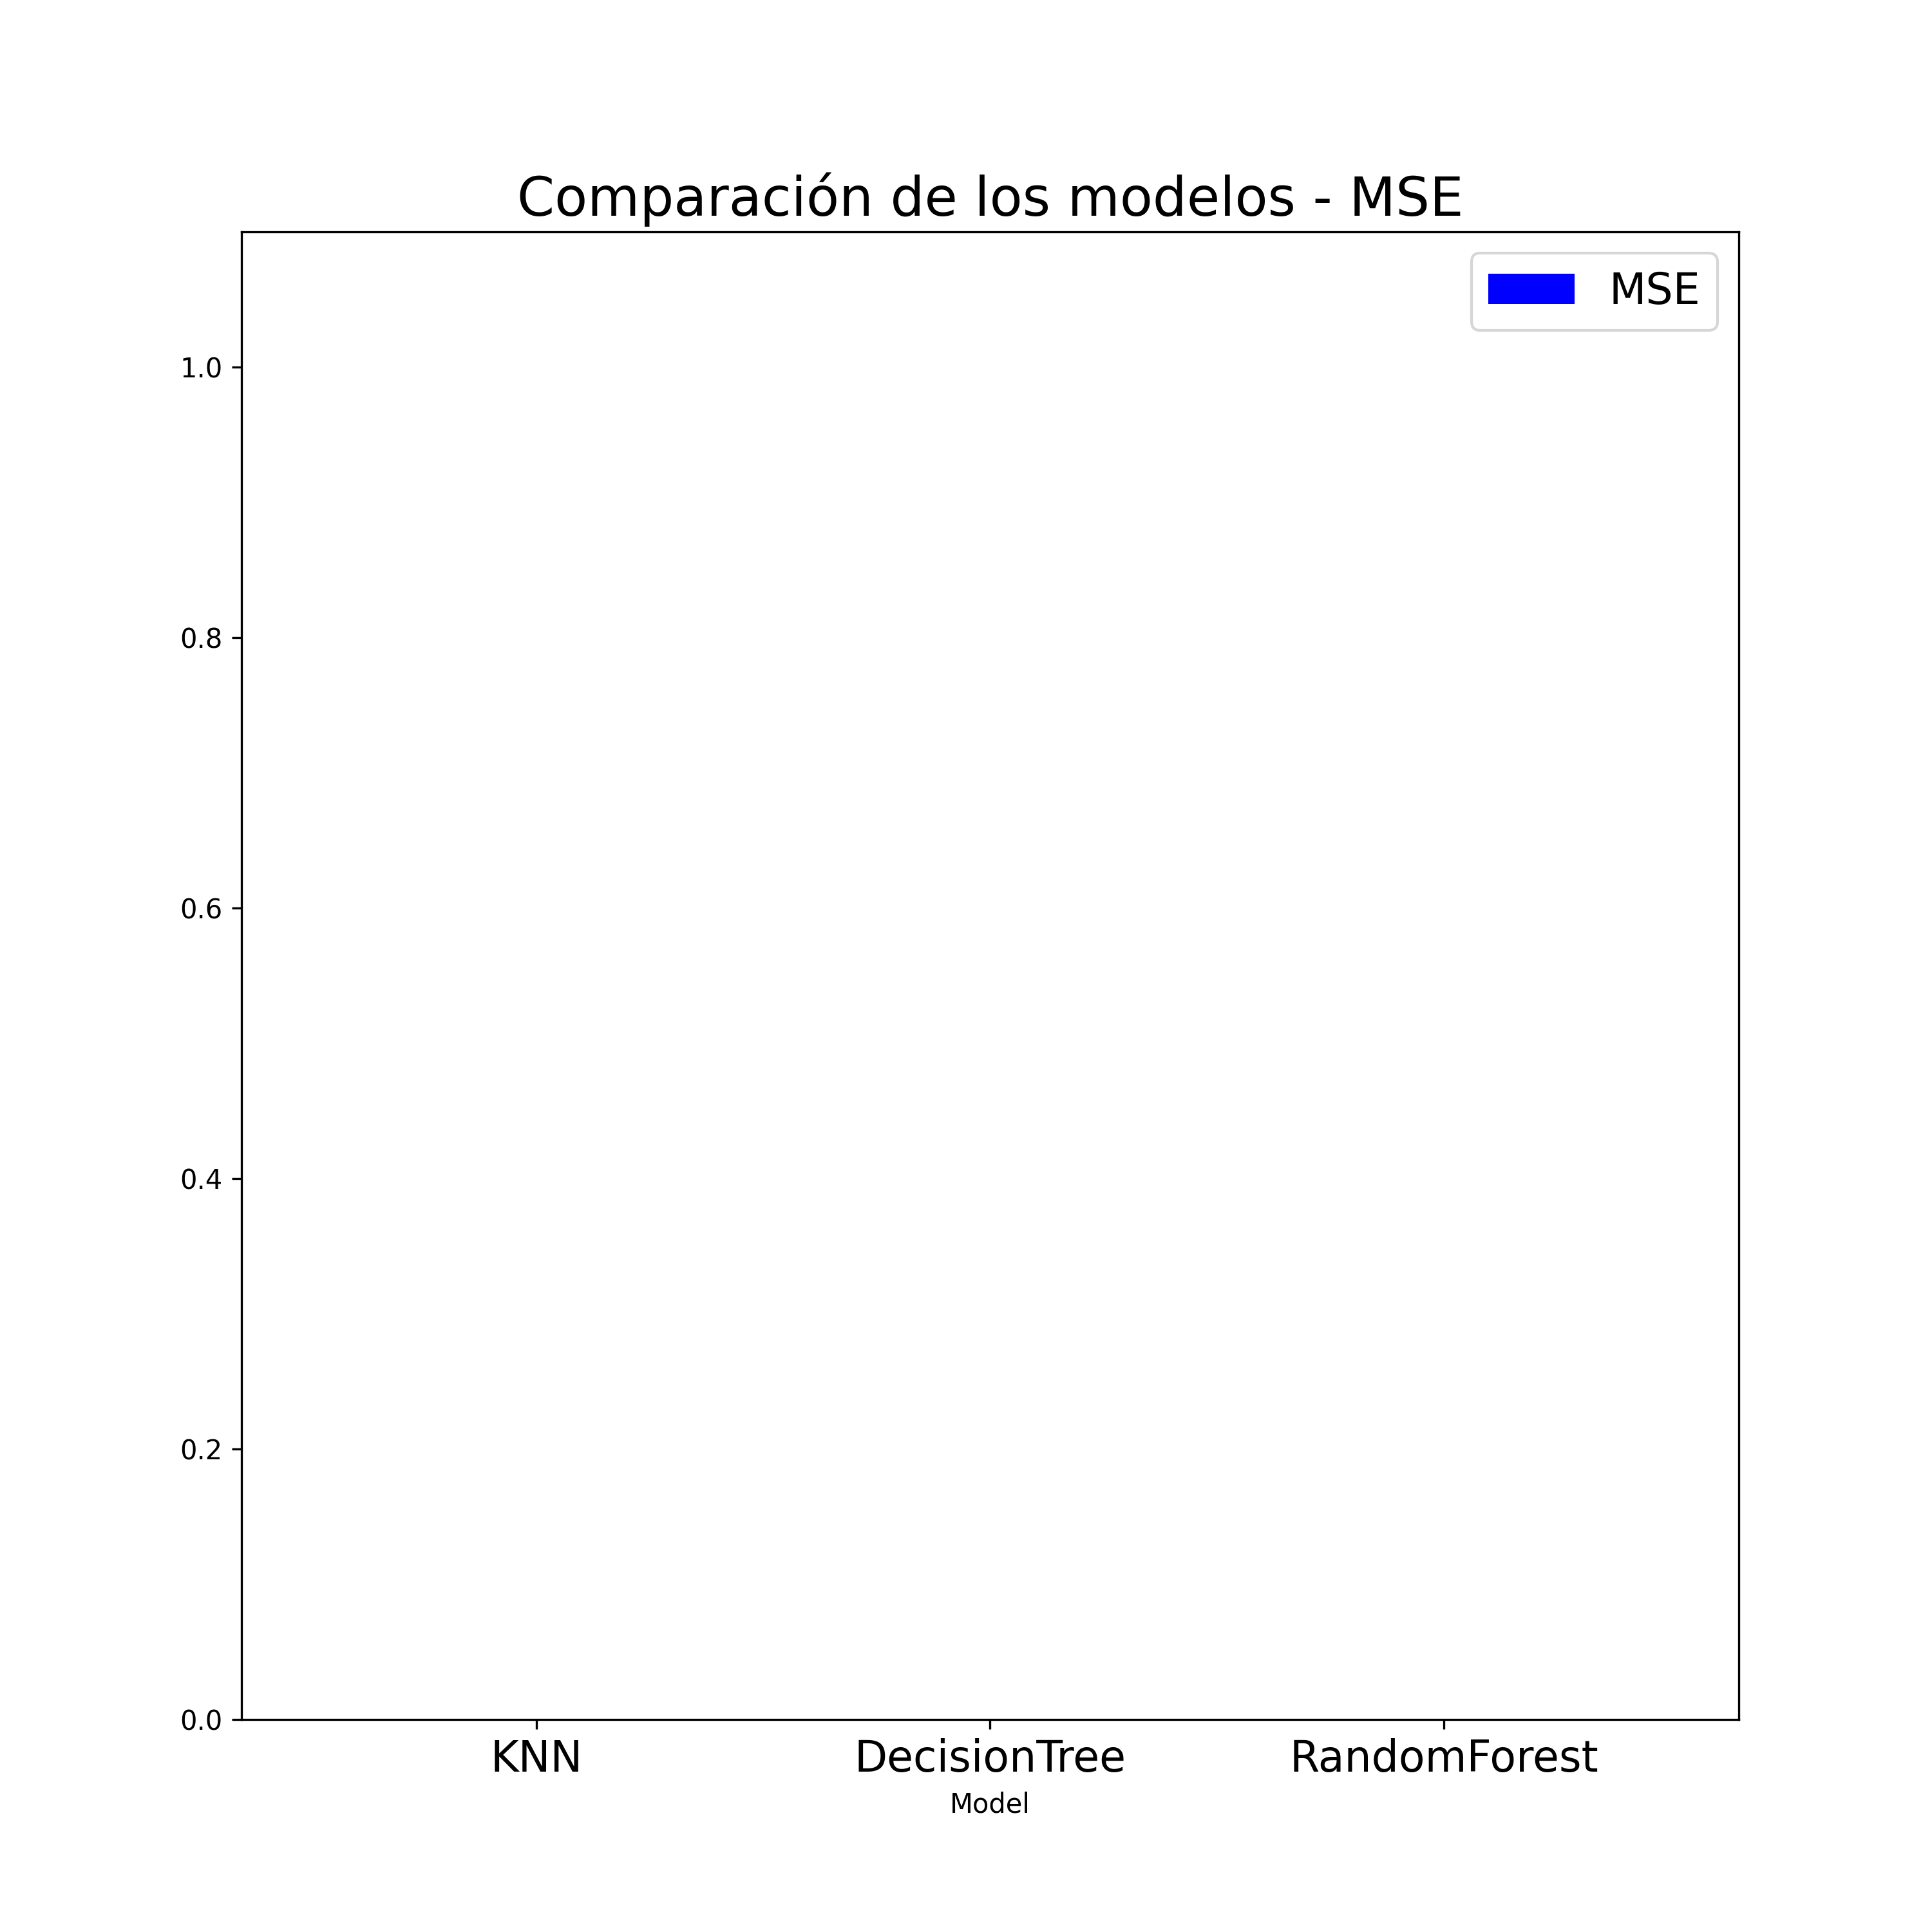 Comparación de los modelos - MSE
MSE
1.0
0.8
0.6
0.4
0.2
0.0
KNN DecisionTree RandomForest
Model